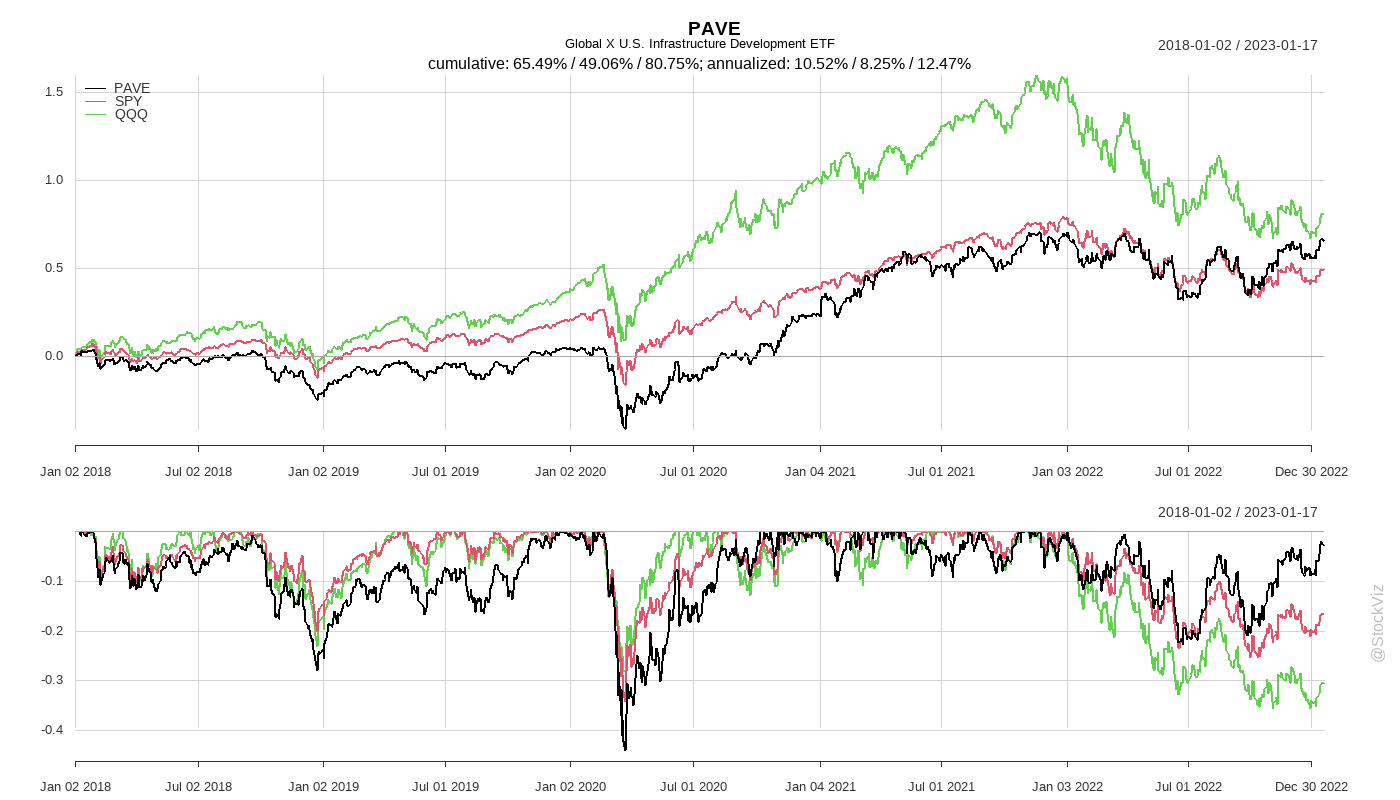 PAVE
Global X U.S. Infrastructure Development ETF
2018-01-02 / 2023-01-17
cumulative: 65.49% / 49.06% / 80.75%; annualized: 10.52% / 8.25% / 12.47%
PAVE
SPY
QQQ
1.5
1.0
0.5
0.0
Jan 02 2018 Jul 02 2018 Jan 02 2019 Jul 01 2019 Jan 02 2020 Jul 01 2020 Jan 04 2021 Jul 01 2021 Jan 03 2022 Jul 01 2022 Dec 30 2022
2018-01-02 / 2023-01-17
-0.1
-0.2
-0.3
-0.4
Jan 02 2018 Jul 02 2018 Jan 02 2019 Jul 01 2019 Jan 02 2020 Jul 01 2020 Jan 04 2021 Jul 01 2021 Jan 03 2022 Jul 01 2022 Dec 30 2022
@StockViz